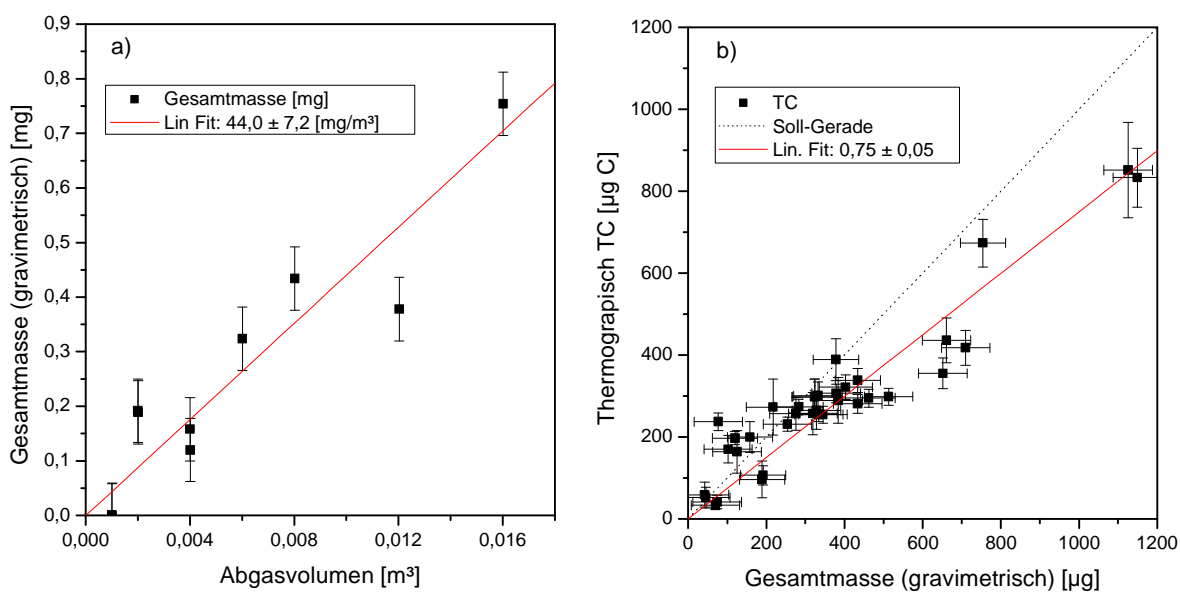 a)
Gesamtmasse [mg]
Lin Fit: 44,0 ± 7,2 [mg/m³]
Gesamtmasse (gravimetrisch) [mg]
0,9
0,8
0,7
0,6
0,5
0,4
0,3
0,2
0,1
0,0
0,000 0,004 0,008 0,012 0,016
Abgasvolumen [m³]
b)
TC
Soll-Gerade
Lin. Fit: 0,75 ± 0,05
Thermograpisch TC [µg C]
1200
1000
800
600
400
200
0
0 200 400 600 800 1000 1200
Gesamtmasse (gravimetrisch) [µg]